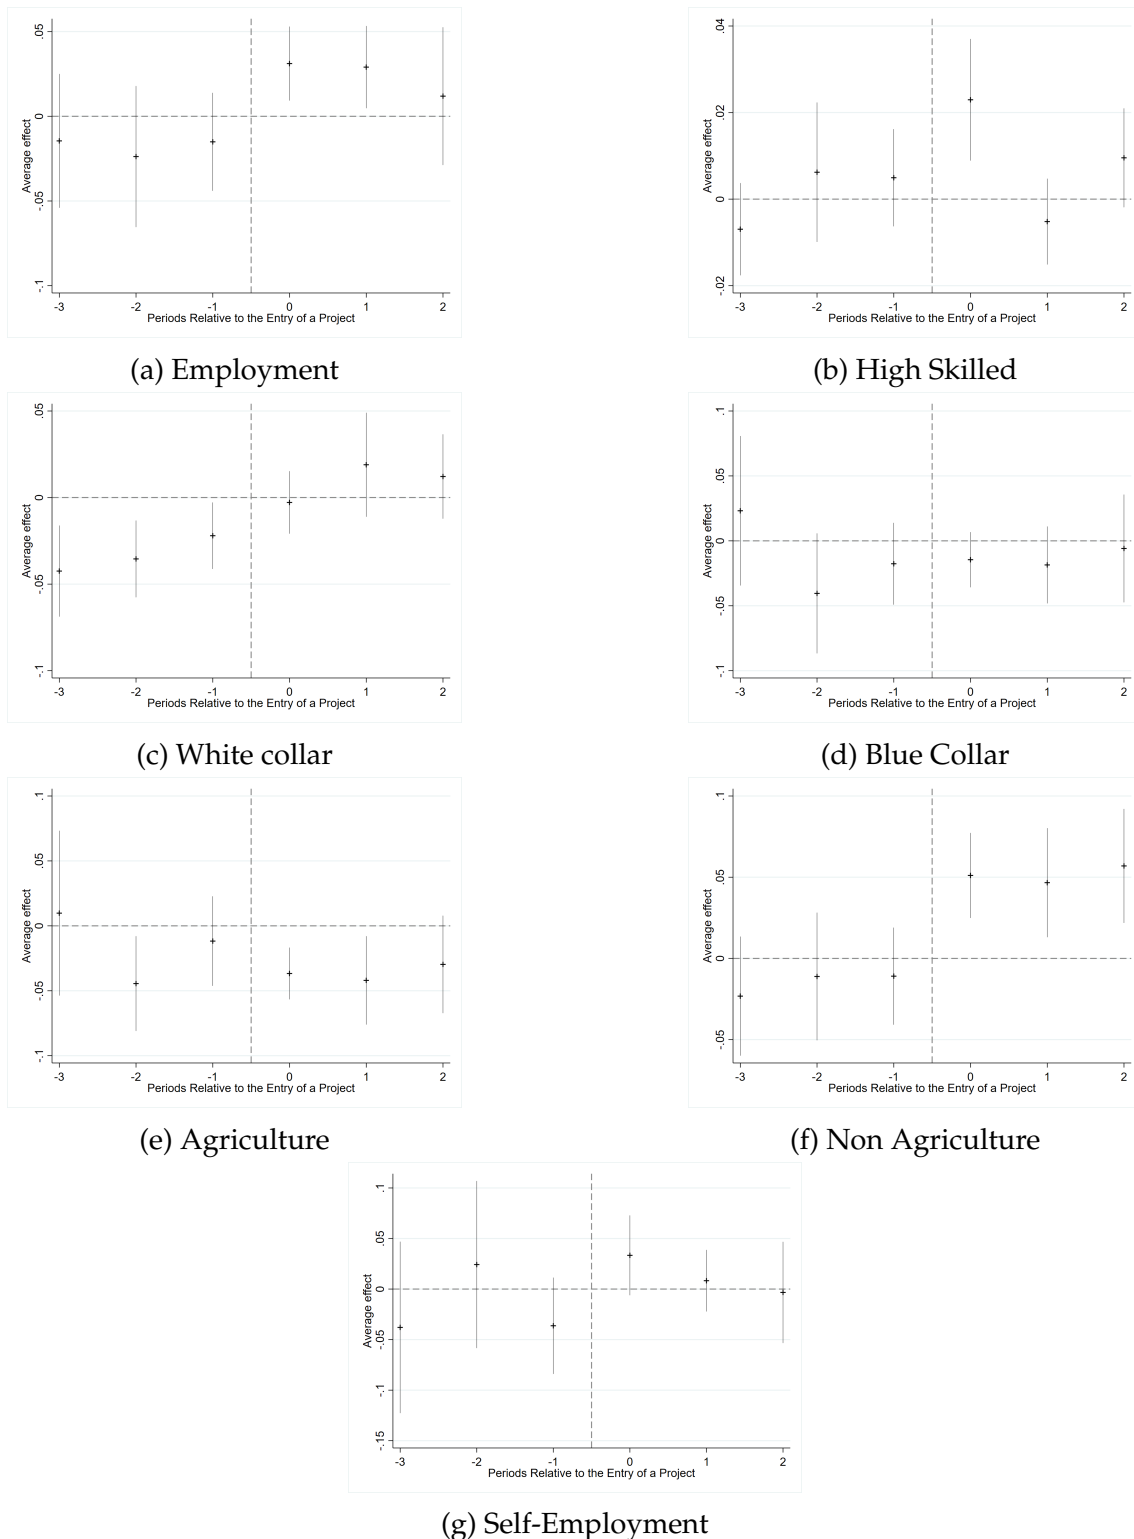 .05
0
-.05
-.1
Average effect
-3 -2 -1 0 1 2
Periods Relative to the Entry of a Project
(a) Employment
.04
.02
0
-.02
Average effect
-3 -2 -1 0 1 2
Periods Relative to the Entry of a Project
(b) High Skilled
.05
0
-.05
-.1
Average effect
-3 -2 -1 0 1 2
Periods Relative to the Entry of a Project
(c) White collar
.1
.05
0
-.05
-.1
Average effect
-3 -2 -1 0 1 2
Periods Relative to the Entry of a Project
(d) Blue Collar
.1
.05
0
-.05
-.1
Average effect
-3 -2 -1 0 1 2
Periods Relative to the Entry of a Project
(e) Agriculture
.1
.05
0
-.05
Average effect
-3 -2 -1 0 1 2
Periods Relative to the Entry of a Project
(f) Non Agriculture
.1
.05
0
-.05
-.1
-.15
Average effect
-3 -2 -1 0 1 2
Periods Relative to the Entry of a Project
(g) Self-Employment